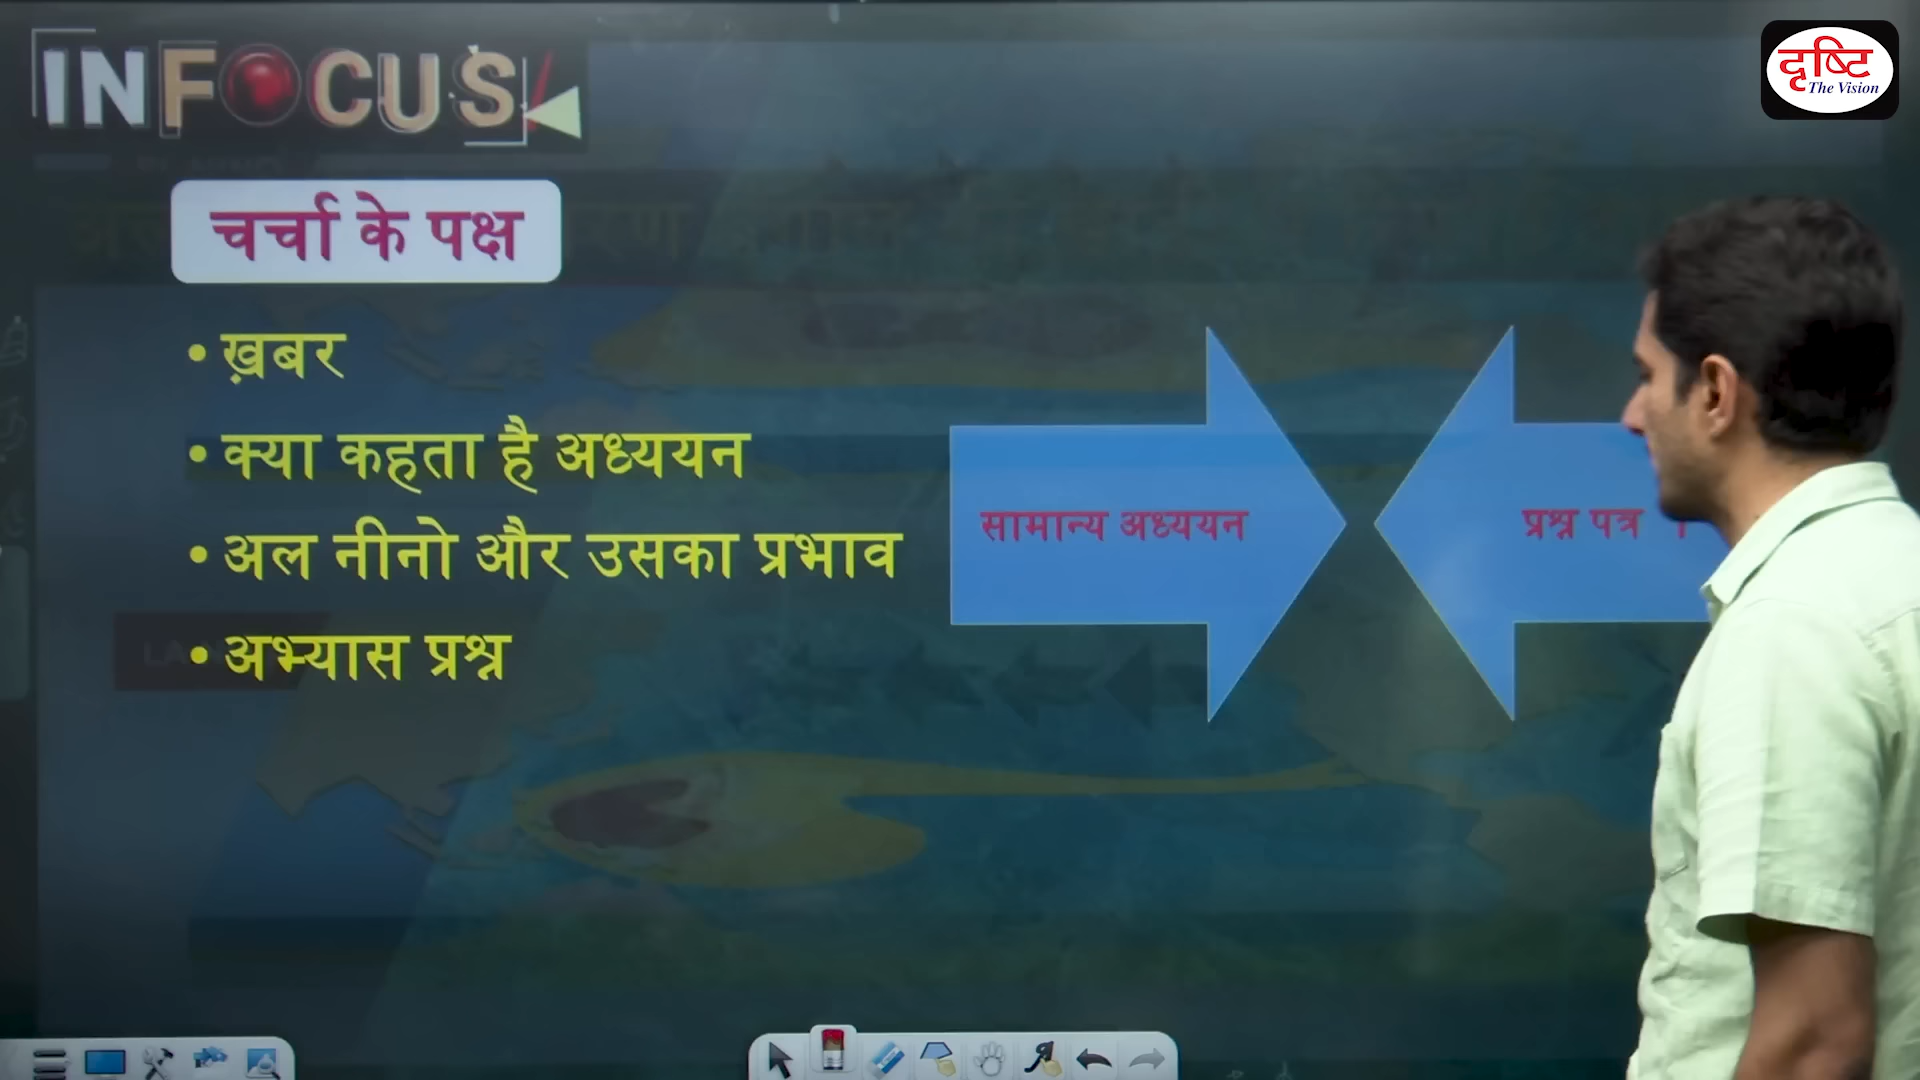 INFOCUS
दृष्टि
The Vision
चर्चा के पक्ष
• ख़बर
• क्या कहता है अध्ययन
• अल नीनो और उसका प्रभाव
• अभ्यास प्रश्न
सामान्य अध्ययन
प्रश्न पत्र